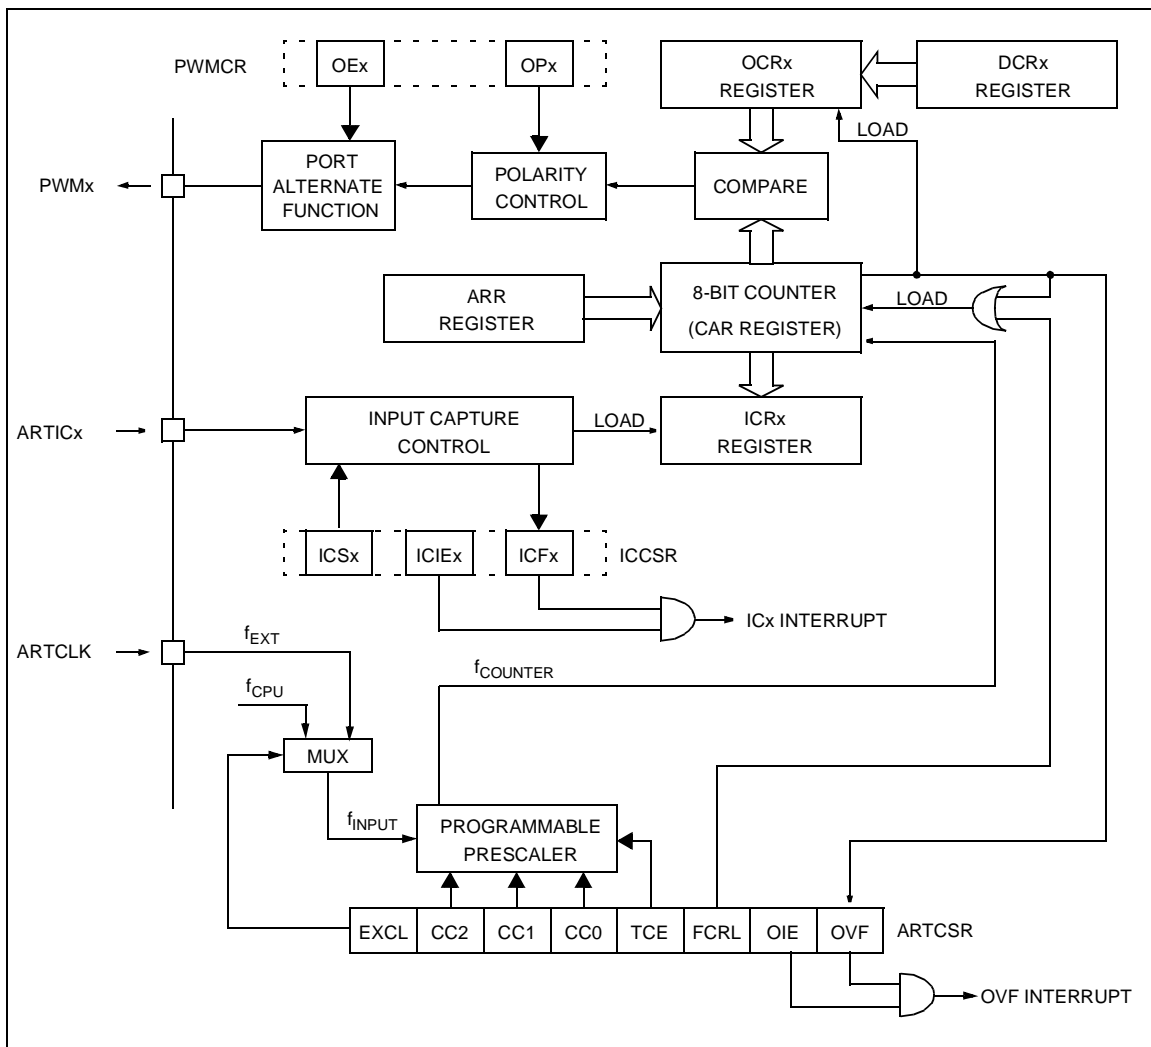 PWMCR
OEx
OPx
OCRx
REGISTER
DCRx
REGISTER
LOAD
PWMx
PORT
ALTERNATE
FUNCTION
POLARITY
CONTROL
COMPARE
ARR
REGISTER
8-BIT COUNTER
(CAR REGISTER)
LOAD
ARTICx
INPUT CAPTURE
CONTROL
LOAD
ICRx
REGISTER
ICSx
ICIEx
ICFx
ICCSR
ICx INTERRUPT
ARTCLK
fEXT
fCPU
fCOUNTER
MUX
fINPUT
PROGRAMMABLE
PRESCALER
EXCL
CC2
CC1
CC0
TCE
FCRL
OIE
OVF
ARTCSR
OVF INTERRUPT